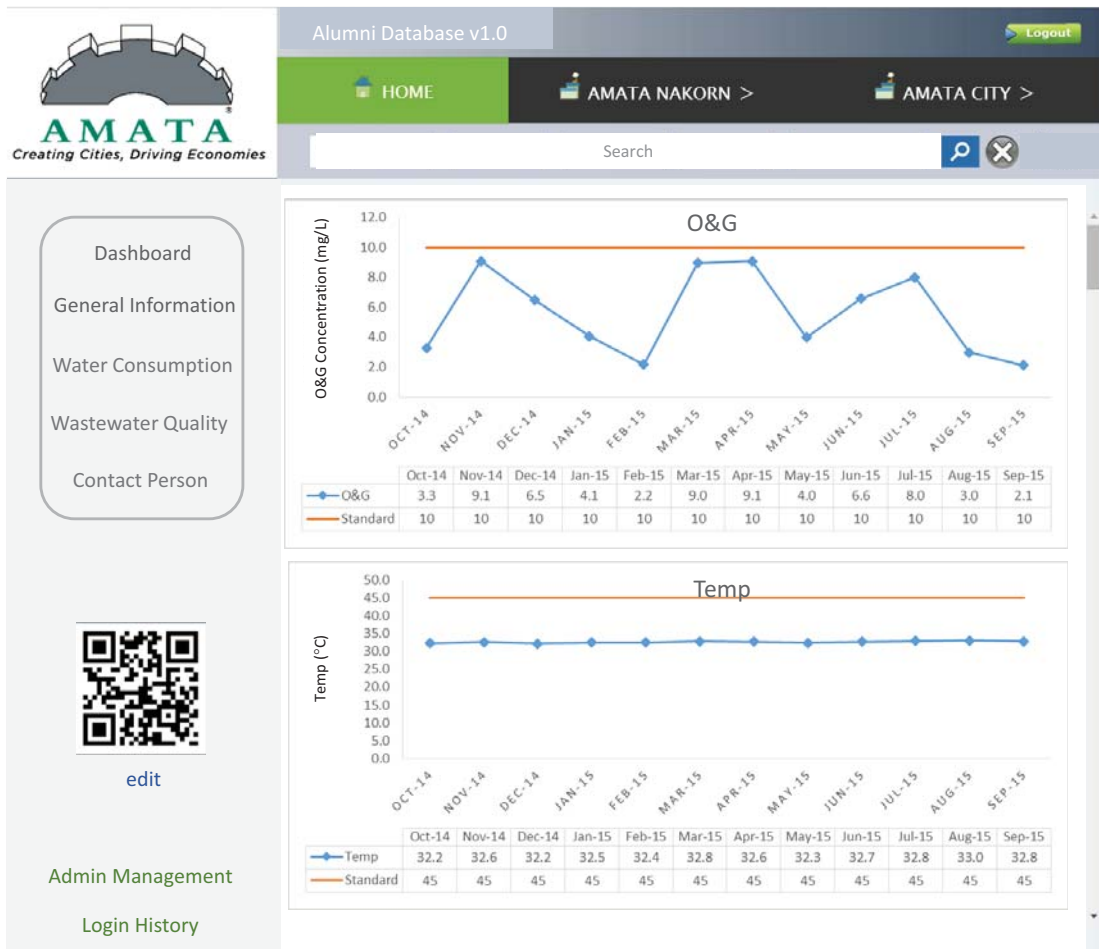 Alumni Database v1.0
Logout
HOME
AMATA NAKORN >
AMATA CITY >
AMATA®
Creating Cities, Driving Economies
Search
Dashboard
General Information
Water Consumption
Wastewater Quality
Contact Person
edit
Admin Management
Login History
O&G
O&G Concentration (mg/L)
12.0
10.0
8.0
6.0
4.0
2.0
0.0
OCT-14 NOV-14 DEC-14 JAN-15 FEB-15 MAR-15 APR-15 MAY-15 JUN-15 JUL-15 AUG-15 SEP-15
Oct-14 Nov-14 Dec-14 Jan-15 Feb-15 Mar-15 Apr-15 May-15 Jun-15 Jul-15 Aug-15 Sep-15
O&G 3.3 9.1 6.5 4.1 2.2 9.0 9.1 4.0 6.6 8.0 3.0 2.1
Standard 10 10 10 10 10 10 10 10 10 10 10 10
Temp
Temp (°C)
50.0
45.0
40.0
35.0
30.0
25.0
20.0
15.0
10.0
5.0
0.0
OCT-14 NOV-14 DEC-14 JAN-15 FEB-15 MAR-15 APR-15 MAY-15 JUN-15 JUL-15 AUG-15 SEP-15
Oct-14 Nov-14 Dec-14 Jan-15 Feb-15 Mar-15 Apr-15 May-15 Jun-15 Jul-15 Aug-15 Sep-15
Temp 32.2 32.6 32.2 32.5 32.4 32.8 32.6 32.3 32.7 32.8 33.0 32.8
Standard 45 45 45 45 45 45 45 45 45 45 45 45